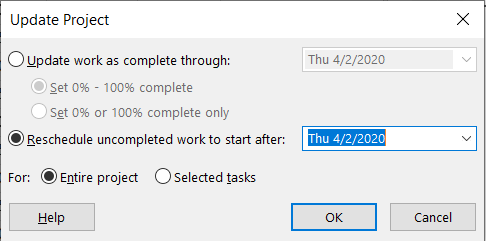 Update Project
Update work as complete through: Thu 4/2/2020
Set 0% - 100% complete
Set 0% or 100% complete only
Reschedule uncompleted work to start after: Thu 4/2/2020
For: Entire project Selected tasks
Help OK Cancel